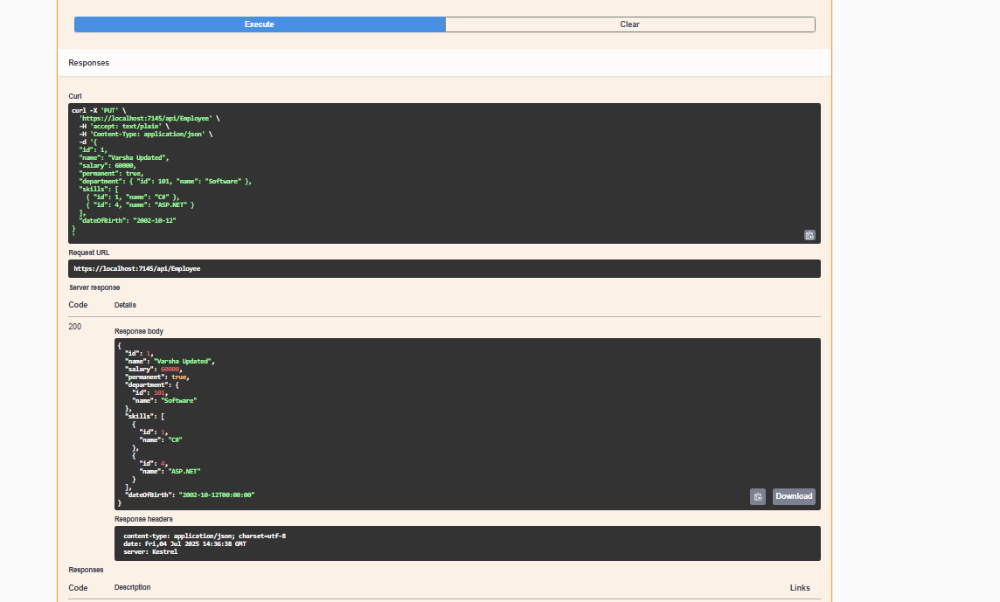 Execute
Clear
Responses
Curl
curl -X 'PUT' \
'https://localhost:7145/api/Employee' \
-H 'accept: text/plain' \
-H 'Content-Type: application/json' \
-d '{
"id": 1,
"name": "Varsha Updated",
"salary": 60000,
"permanent": true,
"department": { "id": 101, "name": "Software" },
"skills": [
{ "id": 1, "name": "C#" },
{ "id": 4, "name": "ASP.NET" }
],
"dateOfBirth": "2002-10-12"
}
'
Request URL
https://localhost:7145/api/Employee
Server response
Code Details
200
Response body
{
"id": 1,
"name": "Varsha Updated",
"salary": 60000,
"permanent": true,
"department": {
"id": 101,
"name": "Software"
},
"skills": [
{
"id": 1,
"name": "C#"
},
{
"id": 4,
"name": "ASP.NET"
}
],
"dateOfBirth": "2002-10-12T00:00:00"
}
Download
Response headers
content-type: application/json; charset=utf-8
date: Fri,04 Jul 2025 14:36:38 GMT
server: Kestrel
Responses
Code Description Links